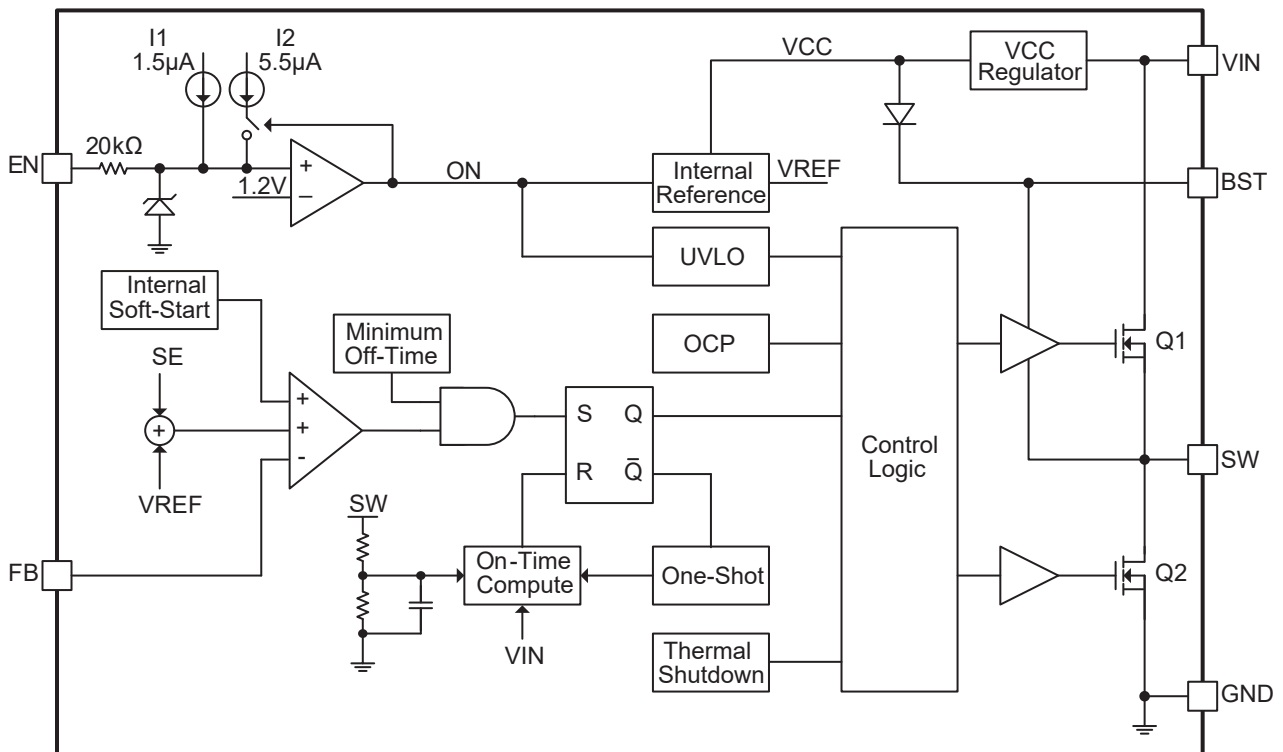 I1
1.5µA
I2
5.5µA
VCC
VCC
Regulator
VIN
EN
20kΩ
+
1.2V
−
ON
Internal
Reference
VREF
BST
UVLO
Internal
Soft-Start
Minimum
Off-Time
OCP
Q1
SE
+
+
+
-
VREF
S
Q
R
Q̅
Control
Logic
SW
SW
FB
On-Time
Compute
One-Shot
Q2
VIN
Thermal
Shutdown
GND